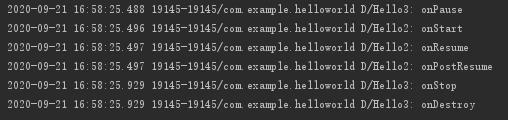 2020-09-21 16:58:25.488 19145-19145/com.example.helloworld D/Hello3: onPause
2020-09-21 16:58:25.496 19145-19145/com.example.helloworld D/Hello2: onStart
2020-09-21 16:58:25.497 19145-19145/com.example.helloworld D/Hello2: onResume
2020-09-21 16:58:25.497 19145-19145/com.example.helloworld D/Hello2: onPostResume
2020-09-21 16:58:25.929 19145-19145/com.example.helloworld D/Hello3: onStop
2020-09-21 16:58:25.929 19145-19145/com.example.helloworld D/Hello3: onDestroy